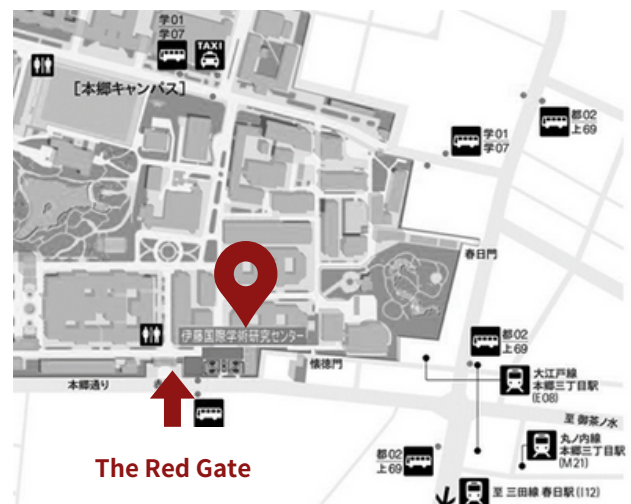 学01
学07
TAXI
[本郷キャンパス]
都02
上69
学01
学07
春日門
伊藤国際学術研究センター
懐徳門
都02
上69
大江戸線
本郷三丁目駅
(E08)
本郷通り
赤
至 御茶ノ水
丸ノ内線
本郷三丁目駅
(M21)
都02
上69
The Red Gate
至 三田線 春日駅(I12)